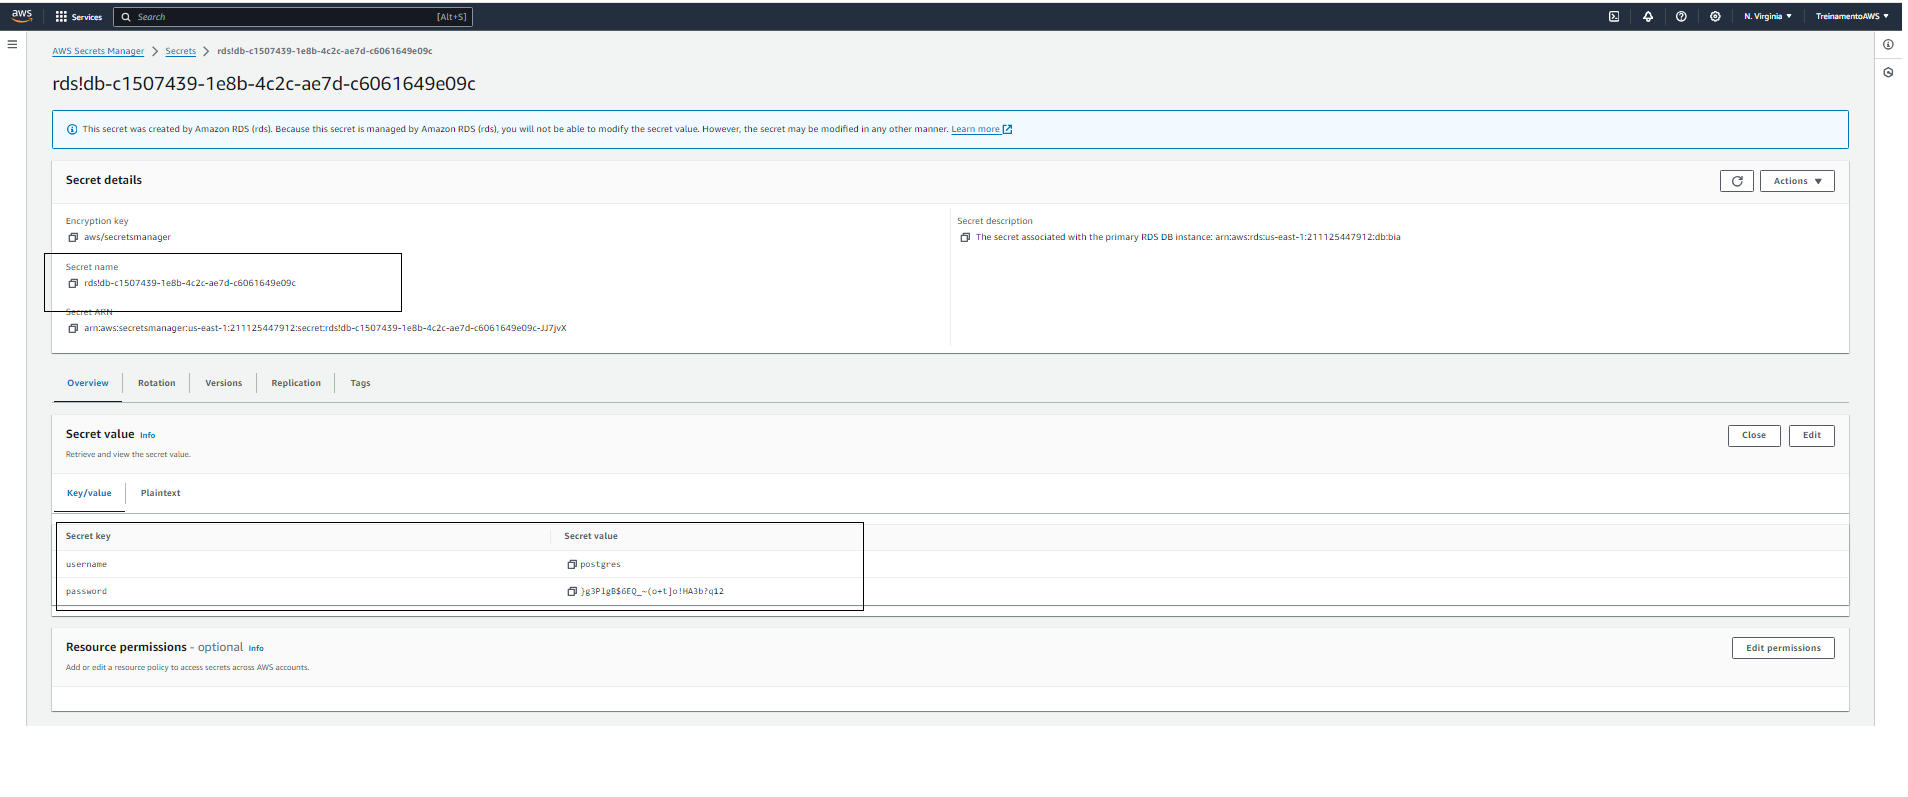 aws
Services
Search
[Alt+S]
N. Virginia
TreinamentoAWS
AWS Secrets Manager
Secrets
rds!db-c1507439-1e8b-4c2c-ae7d-c6061649e09c
rds!db-c1507439-1e8b-4c2c-ae7d-c6061649e09c
This secret was created by Amazon RDS (rds). Because this secret is managed by Amazon RDS (rds), you will not be able to modify the secret value. However, the secret may be modified in any other manner. Learn more
Secret details
Actions
Encryption key
aws/secretsmanager
Secret description
The secret associated with the primary RDS DB instance: arn:aws:rds:us-east-1:211125447912:db:bia
Secret name
rds!db-c1507439-1e8b-4c2c-ae7d-c6061649e09c
Secret ARN
arn:aws:secretsmanager:us-east-1:211125447912:secret:rds!db-c1507439-1e8b-4c2c-ae7d-c6061649e09c-JJ7jvX
Overview
Rotation
Versions
Replication
Tags
Secret value Info
Retrieve and view the secret value.
Close
Edit
Key/value
Plaintext
Secret key
Secret value
username
postgres
password
}g3PlgB$6EQ_~(o+t]o!HA3b?q12
Resource permissions - optional Info
Add or edit a resource policy to access secrets across AWS accounts.
Edit permissions